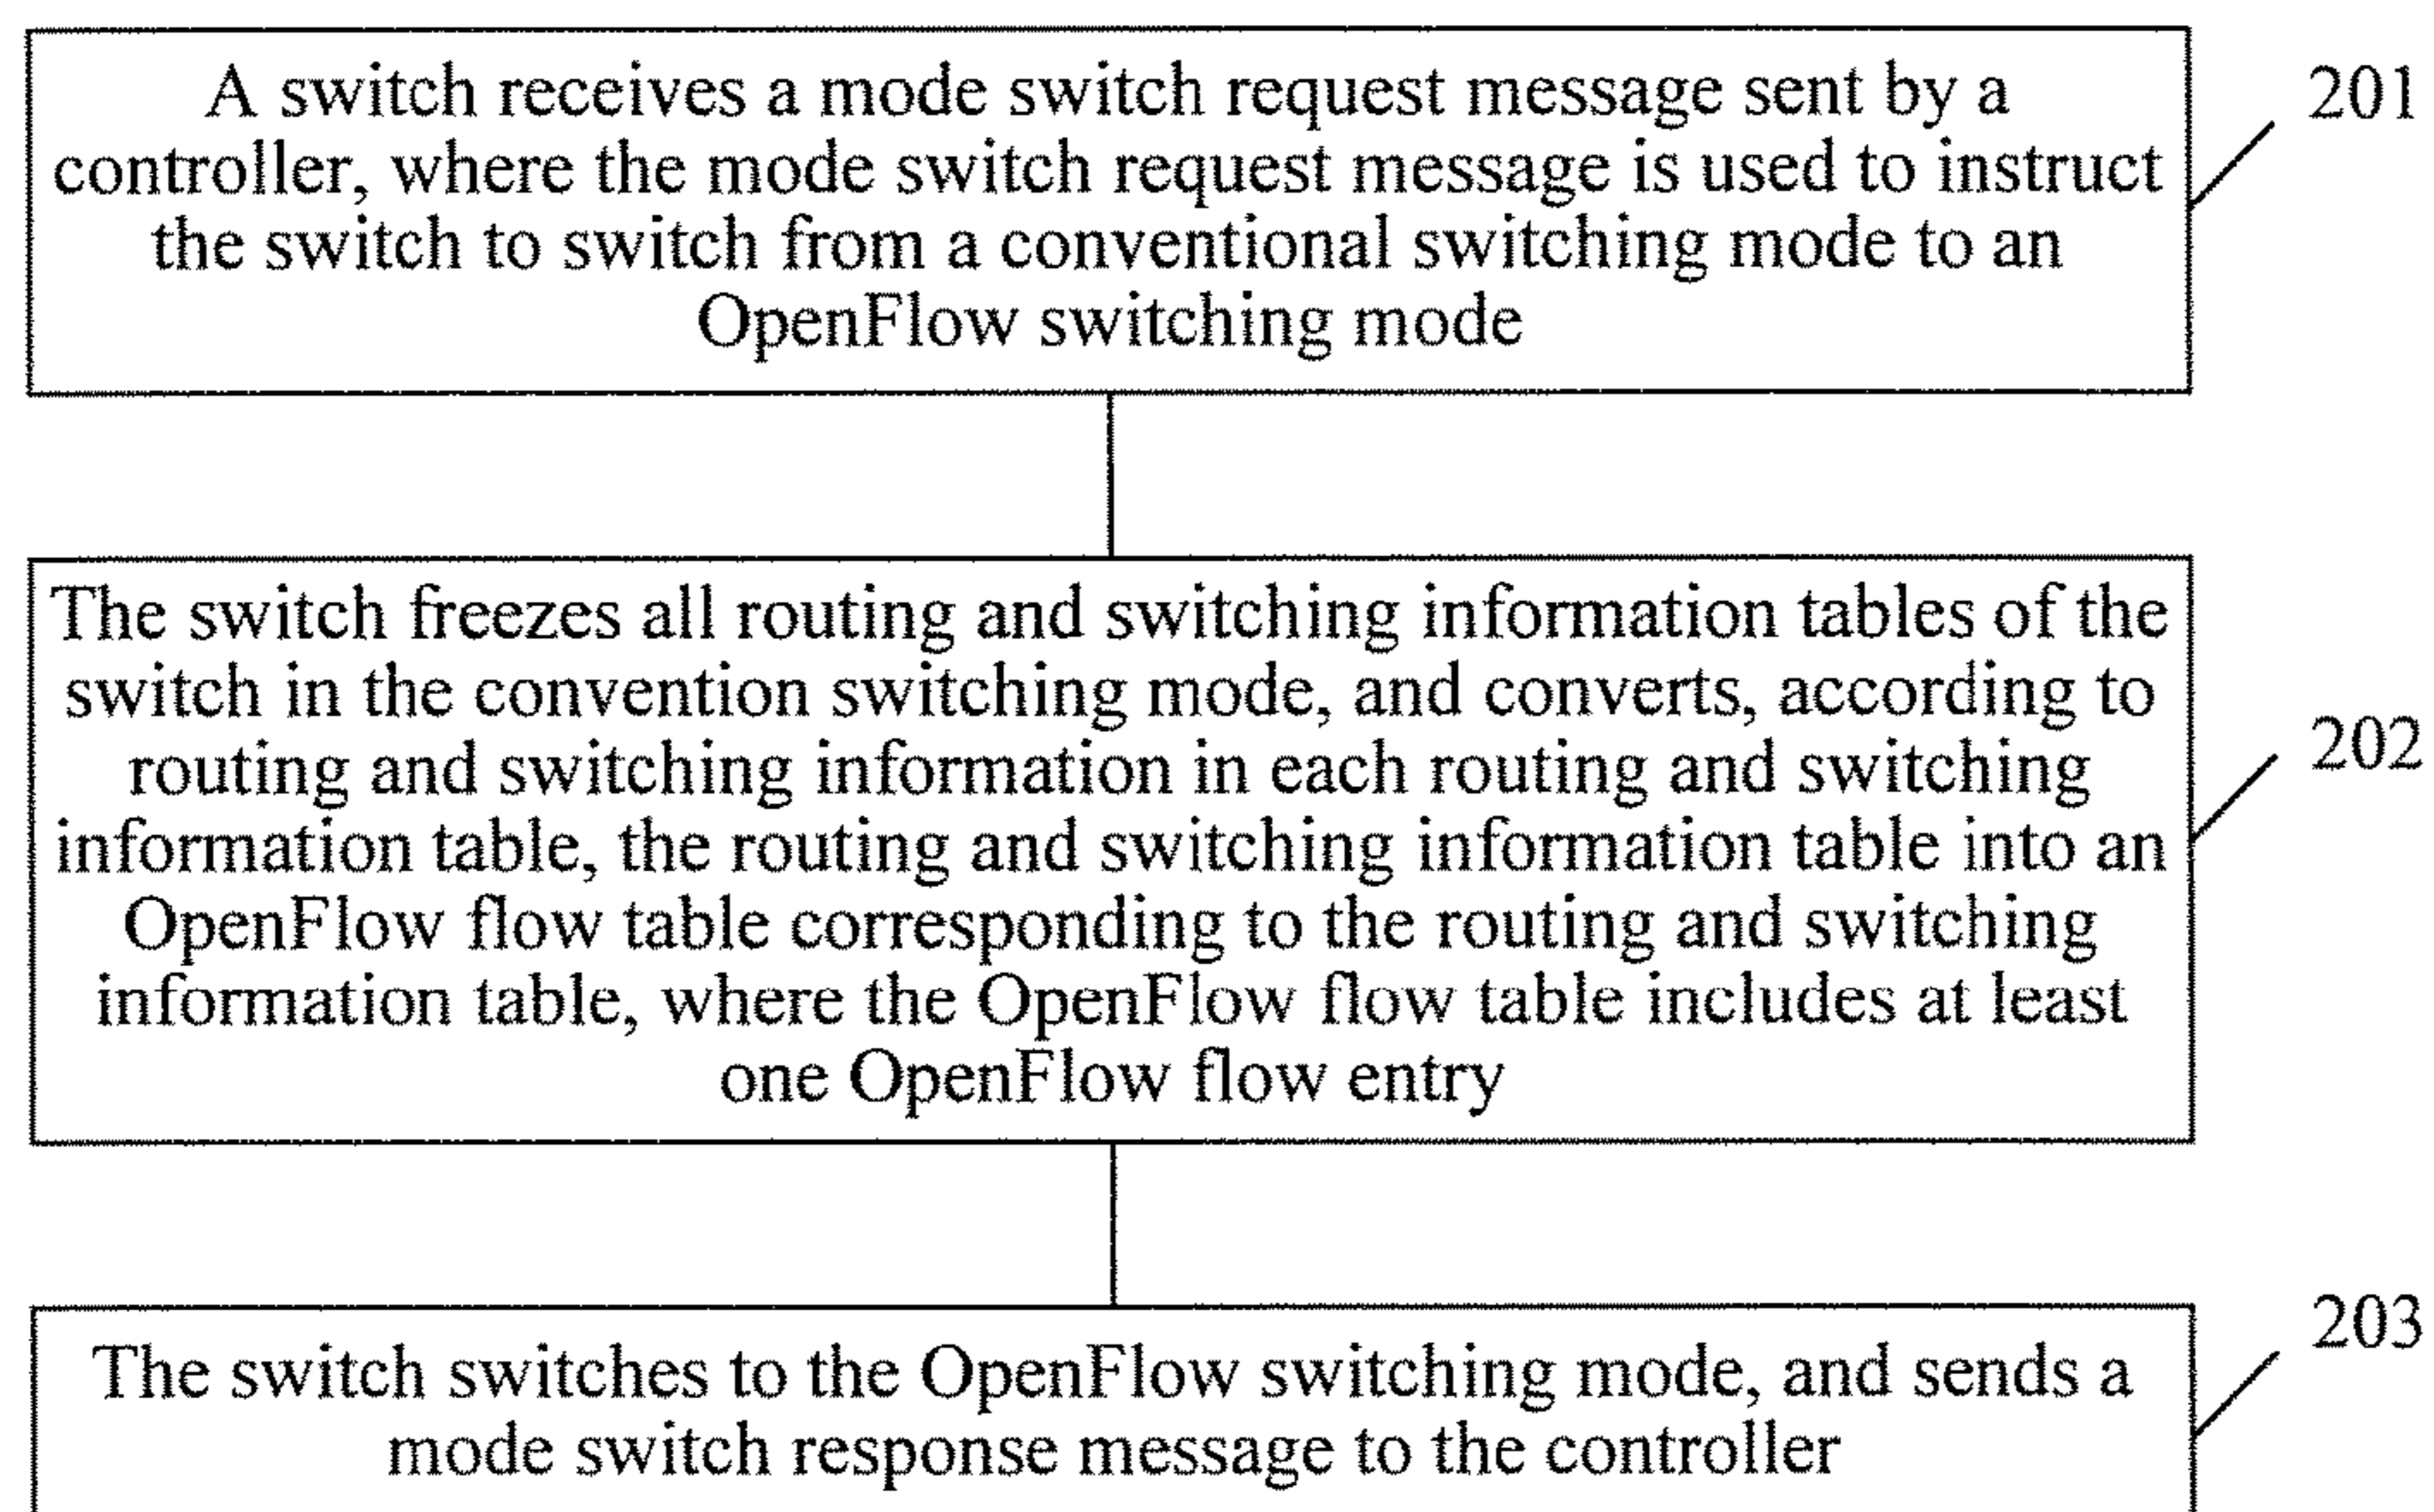 A switch receives a mode switch request message sent by a
controller, where the mode switch request message is used to instruct
the switch to switch from a conventional switching mode to an
OpenFlow switching mode
201
The switch freezes all routing and switching information tables of the
switch in the convention switching mode, and converts, according to
routing and switching information in each routing and switching
information table, the routing and switching information table into an
OpenFlow flow table corresponding to the routing and switching
information table, where the OpenFlow flow table includes at least
one OpenFlow flow entry
202
The switch switches to the OpenFlow switching mode, and sends a
mode switch response message to the controller
203